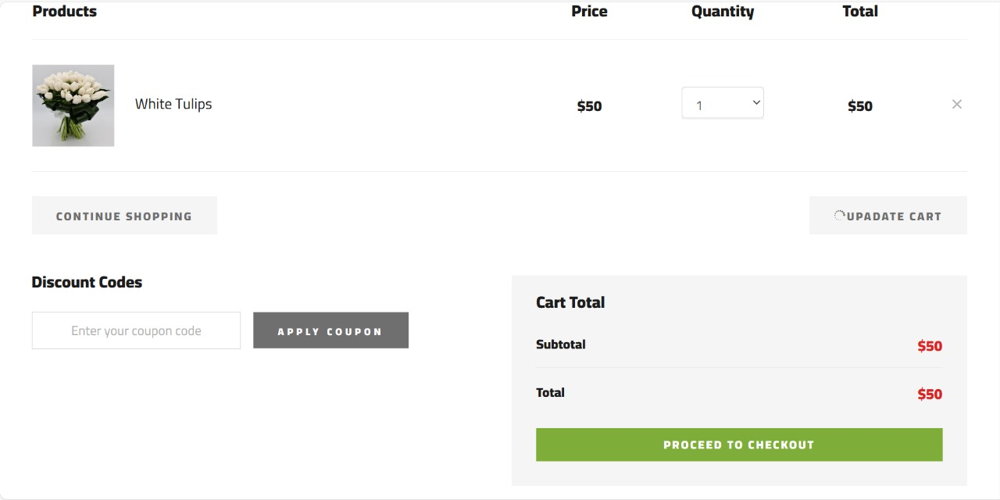 Products Price Quantity Total
White Tulips $50 1 $50
CONTINUE SHOPPING UPADATE CART
Discount Codes
Enter your coupon code APPLY COUPON
Cart Total
Subtotal $50
Total $50
PROCEED TO CHECKOUT